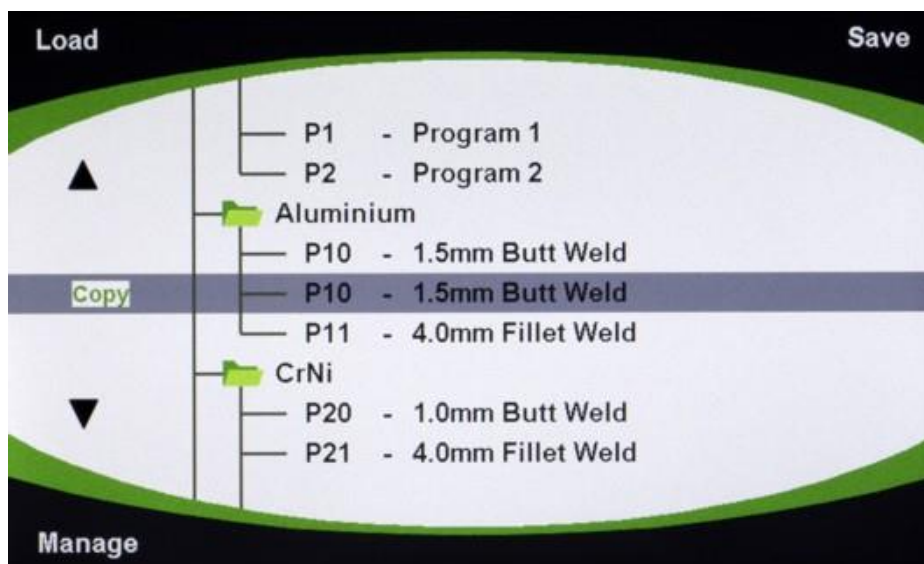 Load
Save
P1 - Program 1
P2 - Program 2
Aluminium
P10 - 1.5mm Butt Weld
Copy P10 - 1.5mm Butt Weld
P11 - 4.0mm Fillet Weld
CrNi
P20 - 1.0mm Butt Weld
P21 - 4.0mm Fillet Weld
Manage